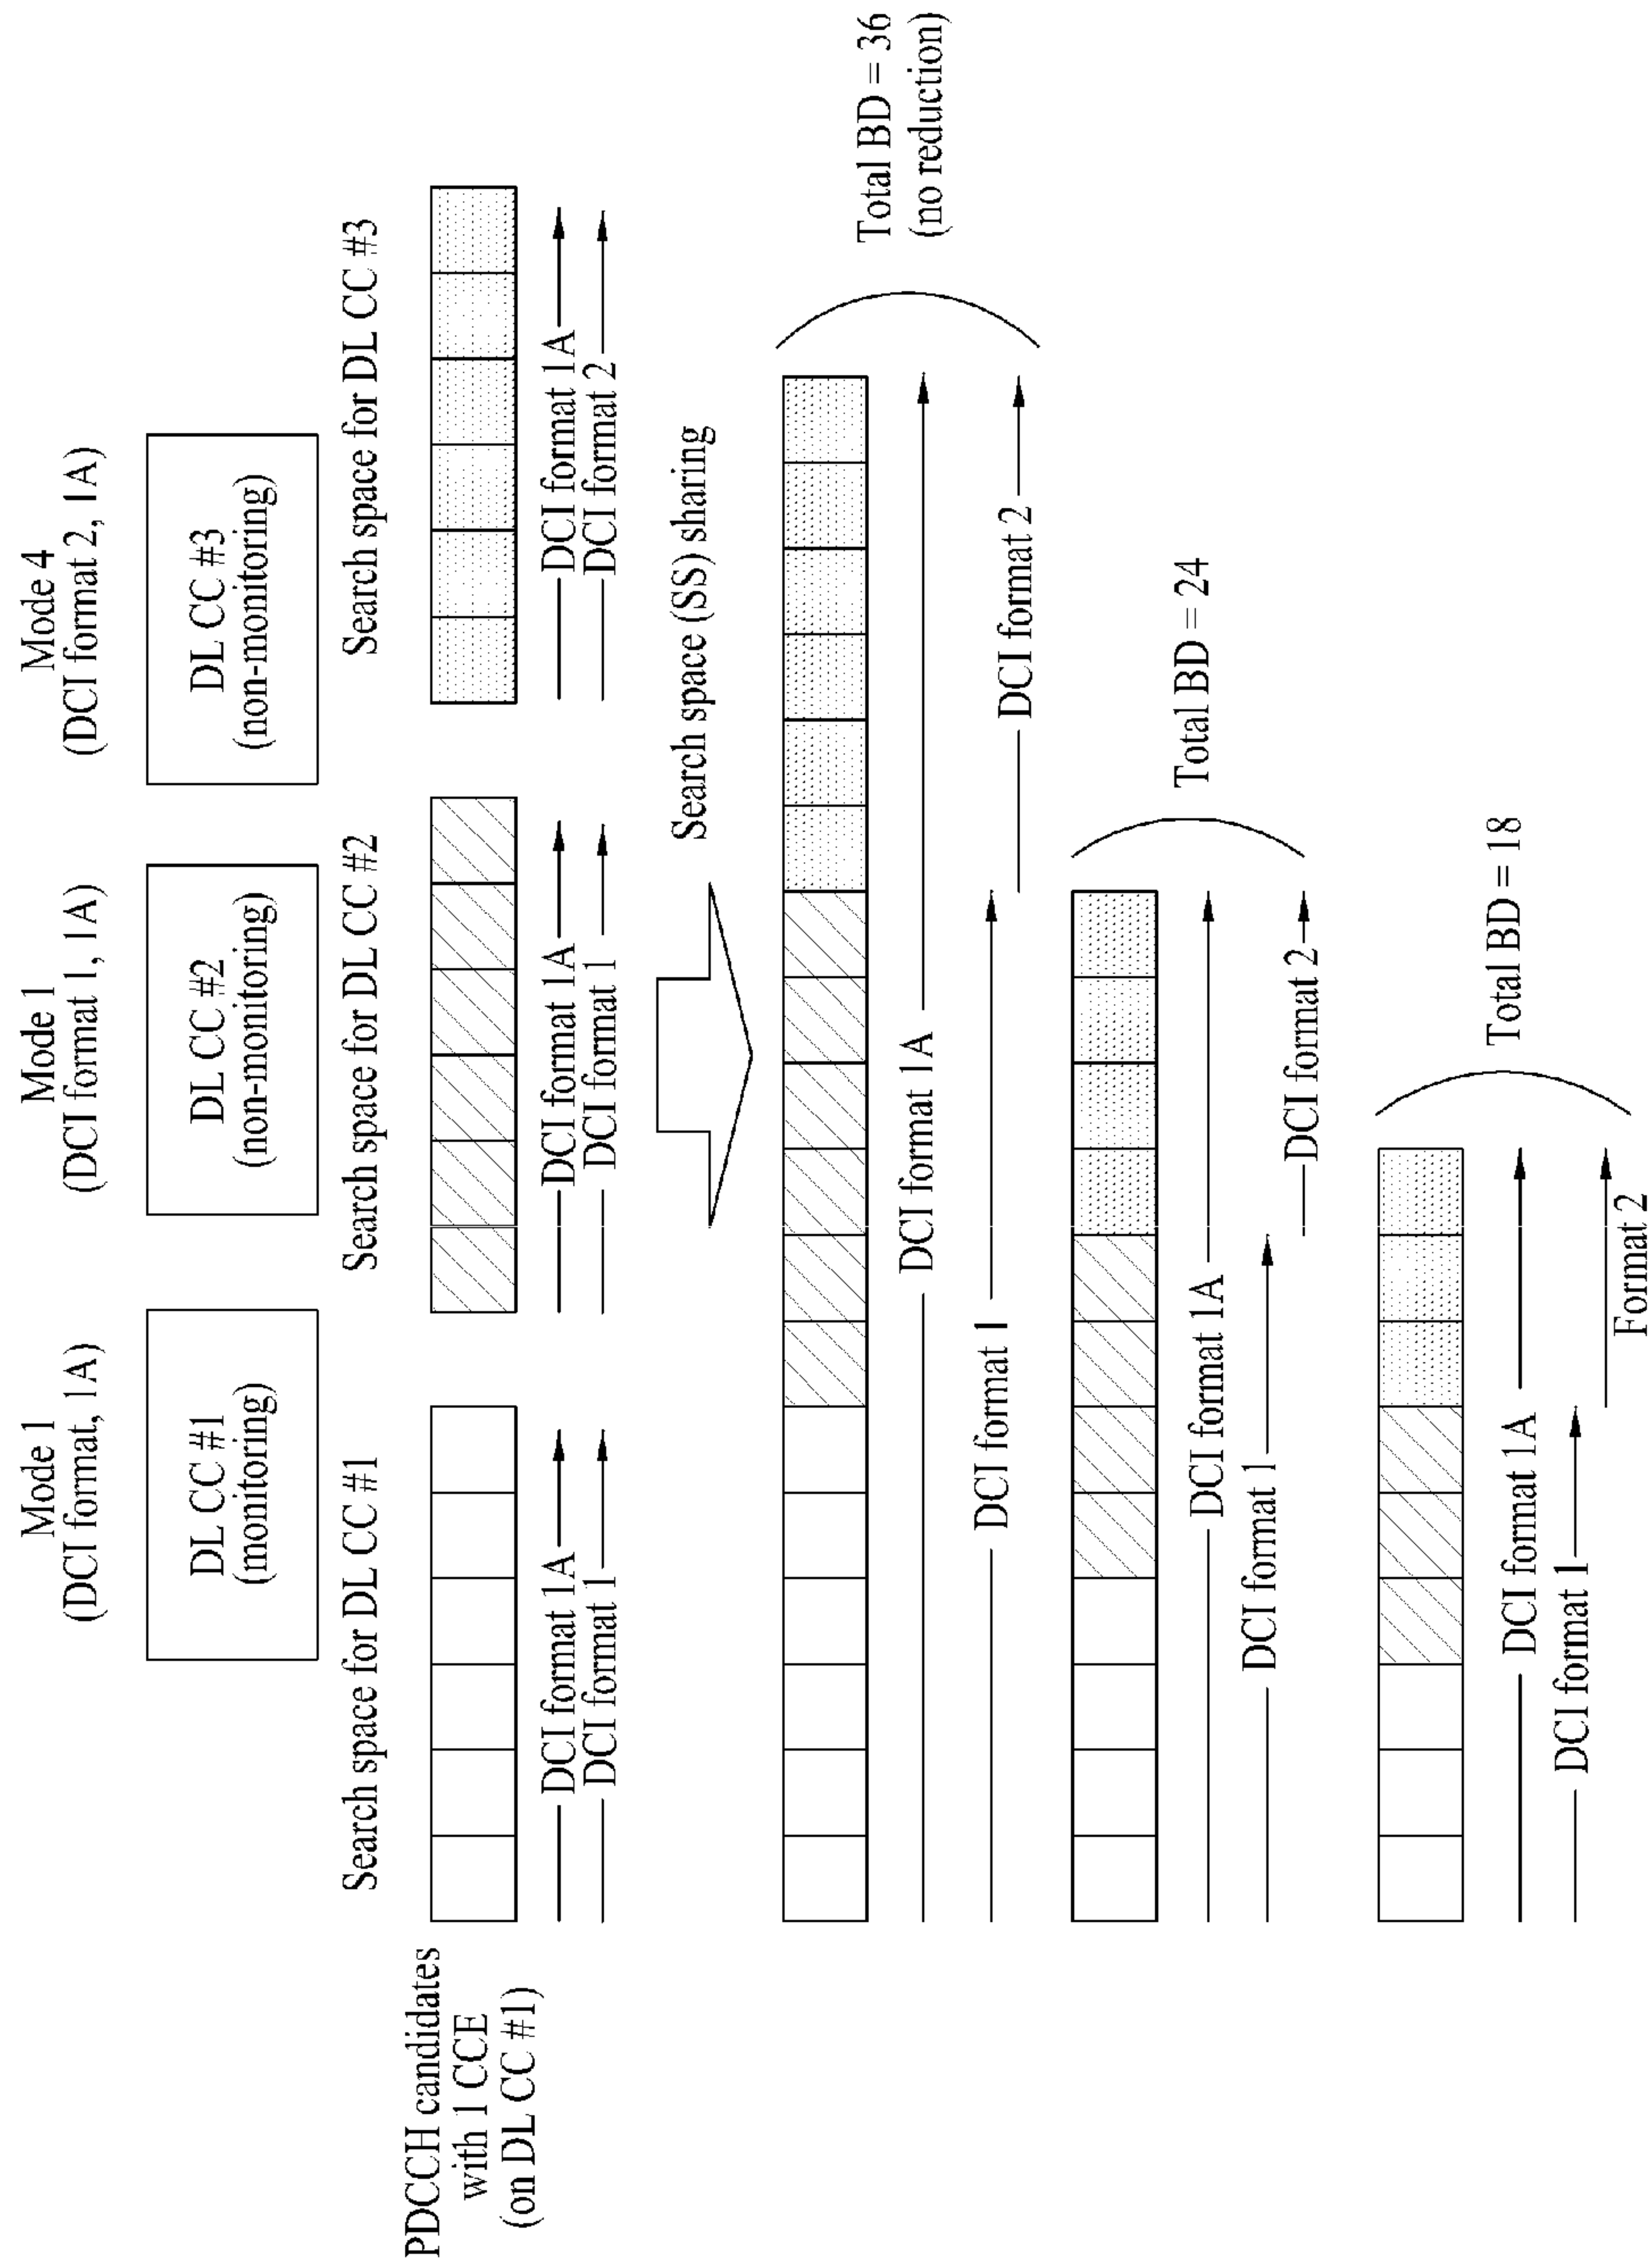 Mode 1
(DCI format, 1A)
Mode 1
(DCI format 1, 1A)
Mode 4
(DCI format 2, 1A)
DL CC #1
(monitoring)
DL CC #2
(non-monitoring)
DL CC #3
(non-monitoring)
Search space for DL CC #1
Search space for DL CC #2
Search space for DL CC #3
PDCCH candidates
with 1 CCE
(on DL CC #1)
DCI format 1A
DCI format 1
DCI format 1A
DCI format 1
DCI format 1A
DCI format 2
Search space (SS) sharing
DCI format 1A
DCI format 1
DCI format 2
Total BD = 36
(no reduction)
DCI format 1A
DCI format 1
DCI format 2
Total BD = 24
DCI format 1A
DCI format 1
Format 2
Total BD = 18